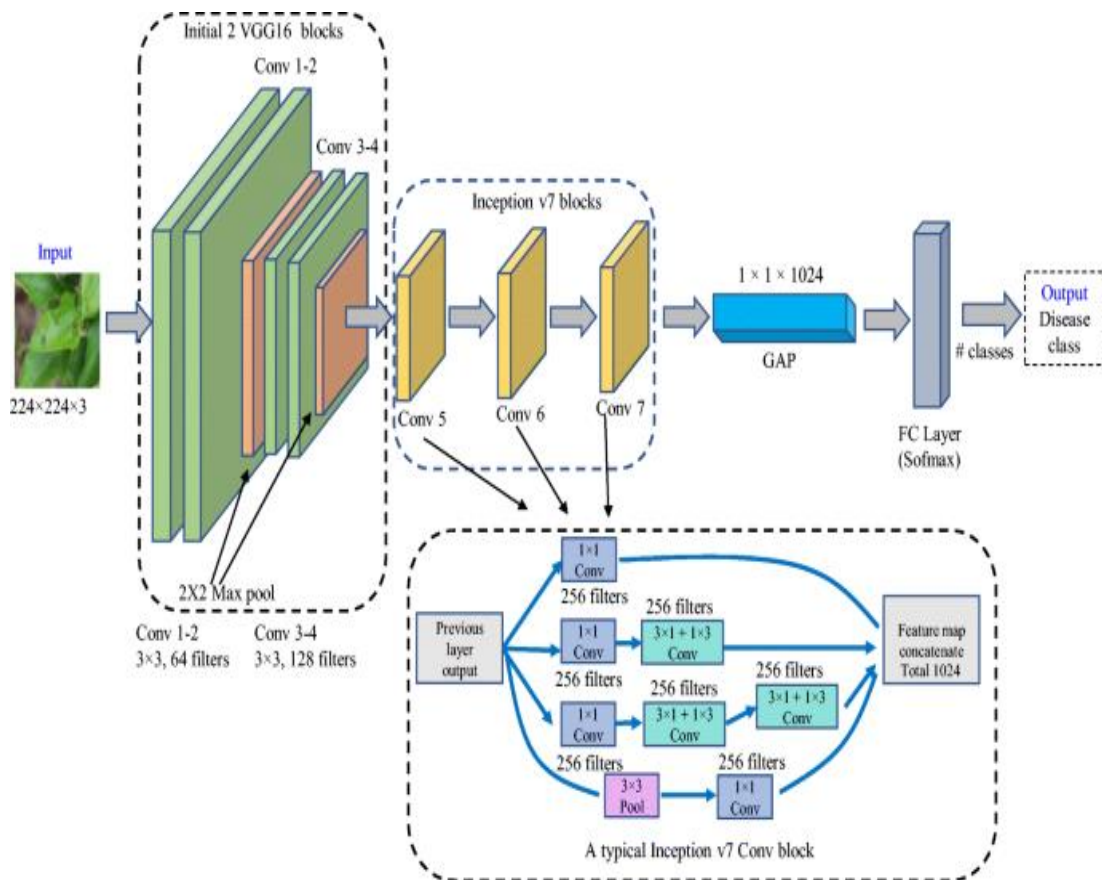 Initial 2 VGG16 blocks
Conv 1-2
Conv 3-4
Inception v7 blocks
Input
224×224×3
1 × 1 × 1024
GAP
Output
Disease
class
# classes
FC Layer
(Sofmax)
Conv 5
Conv 6
Conv 7
2X2 Max pool
Conv 1-2
3×3, 64 filters
Conv 3-4
3×3, 128 filters
Previous
layer
output
1×1
Conv
256 filters
1×1
Conv
256 filters
256 filters
3×1 + 1×3
Conv
1×1
Conv
256 filters
256 filters
3×1 + 1×3
Conv
256 filters
3×1 + 1×3
Conv
3×3
Pool
256 filters
1×1
Conv
Feature map
concatenate
Total 1024
A typical Inception v7 Conv block